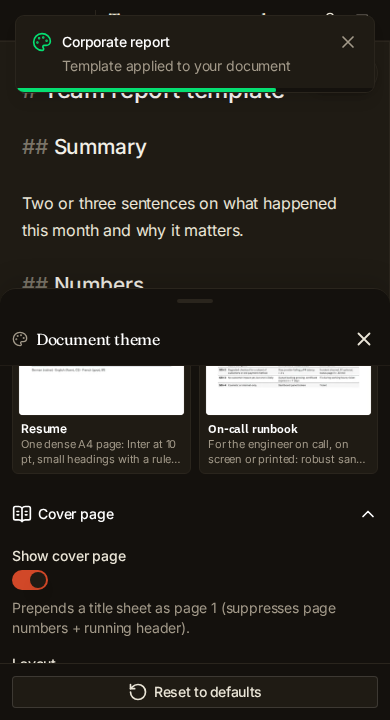 Corporate report
Template applied to your document
# Team report template
## Summary
Two or three sentences on what happened
this month and why it matters.
## Numbers
Document theme
Resume
One dense A4 page: Inter at 10
pt, small headings with a rule…
On-call runbook
For the engineer on call, on
screen or printed: robust san…
Cover page
Show cover page
Prepends a title sheet as page 1 (suppresses page
numbers + running header).
Layout
Reset to defaults